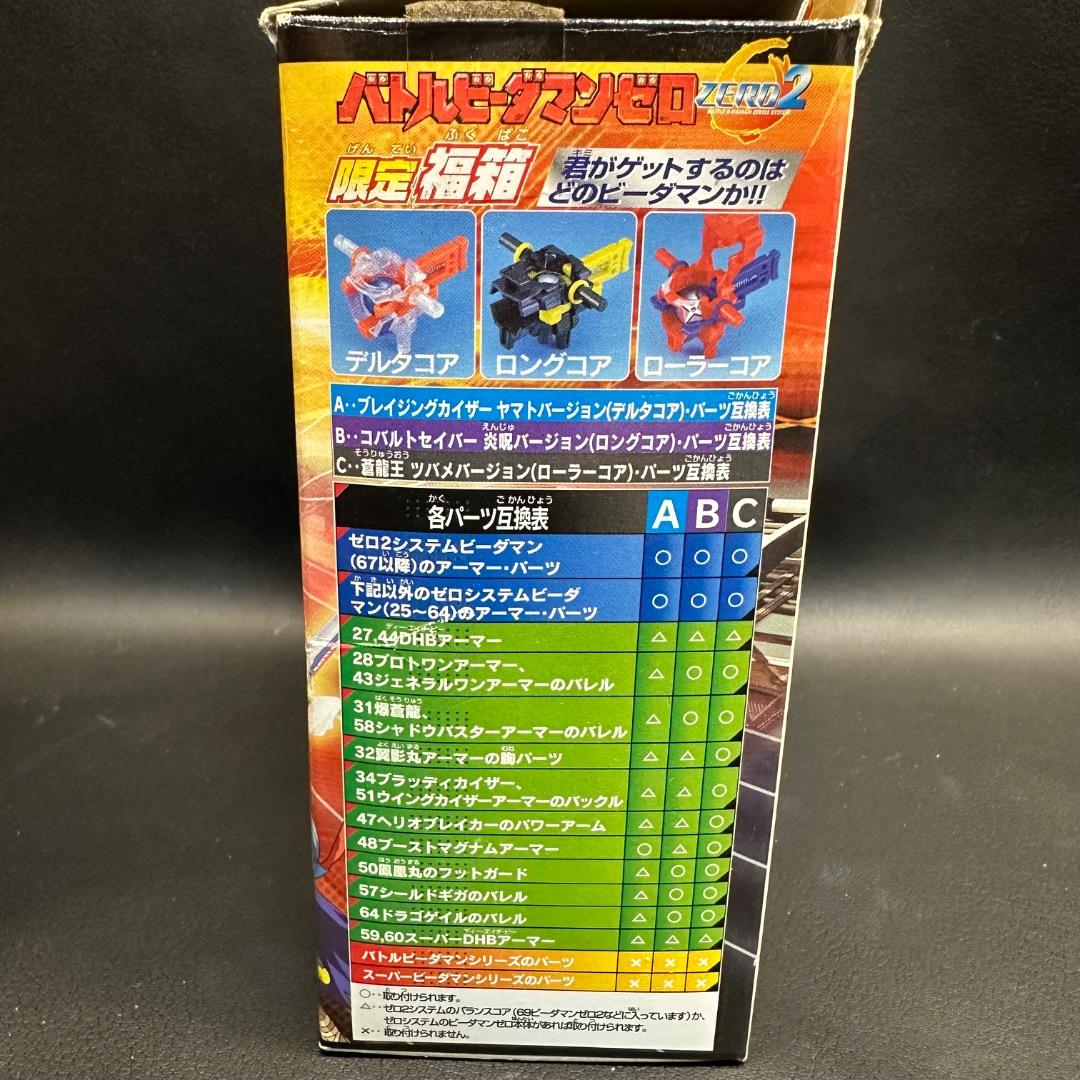 バトルビーダマンゼロ ZERO2
限定福箱
君がゲットするのは
どのビーダマンか!!
デルタコア ロングコア ローラーコア
A‥ブレイジングカイザー ヤマトバージョン(デルタコア)・パーツ互換表
B‥コバルトセイバー 炎呪バージョン(ロングコア)・パーツ互換表
C‥蒼龍王 ツバメバージョン(ローラーコア)・パーツ互換表
各パーツ互換表 A B C
ゼロ2システムビーダマン
(67以降)のアーマー・パーツ ○ ○ ○
下記以外のゼロシステムビーダ
マン(25〜64)のアーマー・パーツ ○ ○ ○
27,44DHBアーマー △ △ △
28プロトワンアーマー、
43ジェネラルワンアーマーのバレル △ ○ ○
31爆蒼龍、
58シャドウバスターアーマーのバレル △ ○ ○
32翼影丸アーマーの胸パーツ △ △ ○
34ブラッディカイザー、
51ウイングカイザーアーマーのバックル △ △ ○
47ヘリオブレイカーのパワーアーム △ △ ○
48ブーストマグナムアーマー ○ △ ○
50鳳凰丸のフットガード △ ○ ○
57シールドギガのバレル △ ○ ○
64ドラゴゲイルのバレル △ ○ ○
59,60スーパーDHBアーマー △ △ △
バトルビーダマンシリーズのパーツ × × ×
スーパービーダマンシリーズのパーツ × × ×
○‥取り付けられます。
△‥ゼロ2システムのバランスコア(69ビーダマンゼロ2などに入っています)か、
ゼロシステムのビーダマンゼロ本体があれば取り付けられます。
×‥取り付けられません。